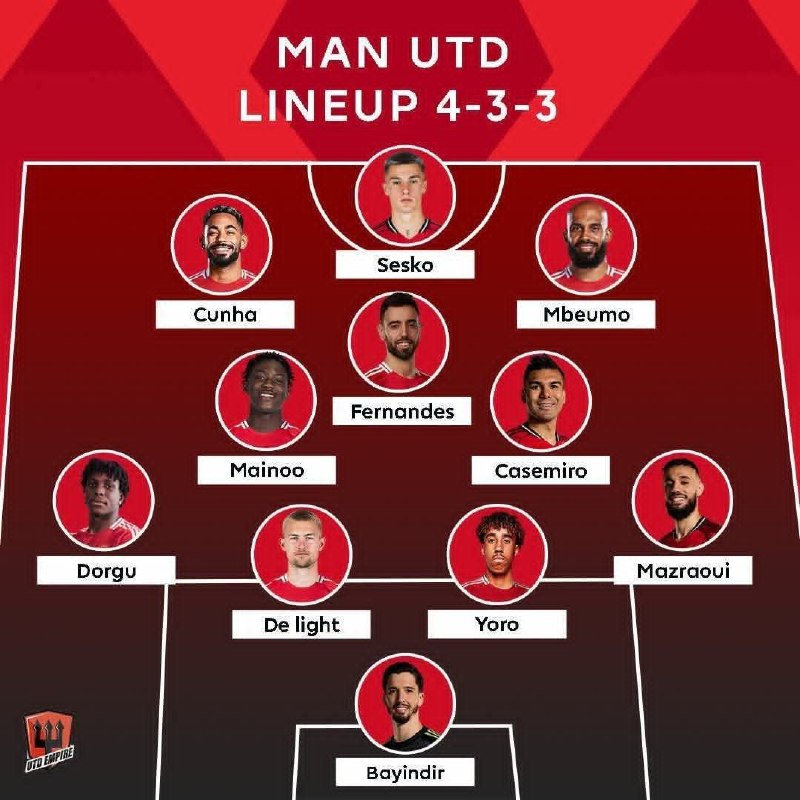 MAN UTD
LINEUP 4-3-3
Sesko
Cunha
Mbeumo
Fernandes
Mainoo
Casemiro
Dorgu
Mazraoui
De light
Yoro
Bayindir
UTD EMPIRE